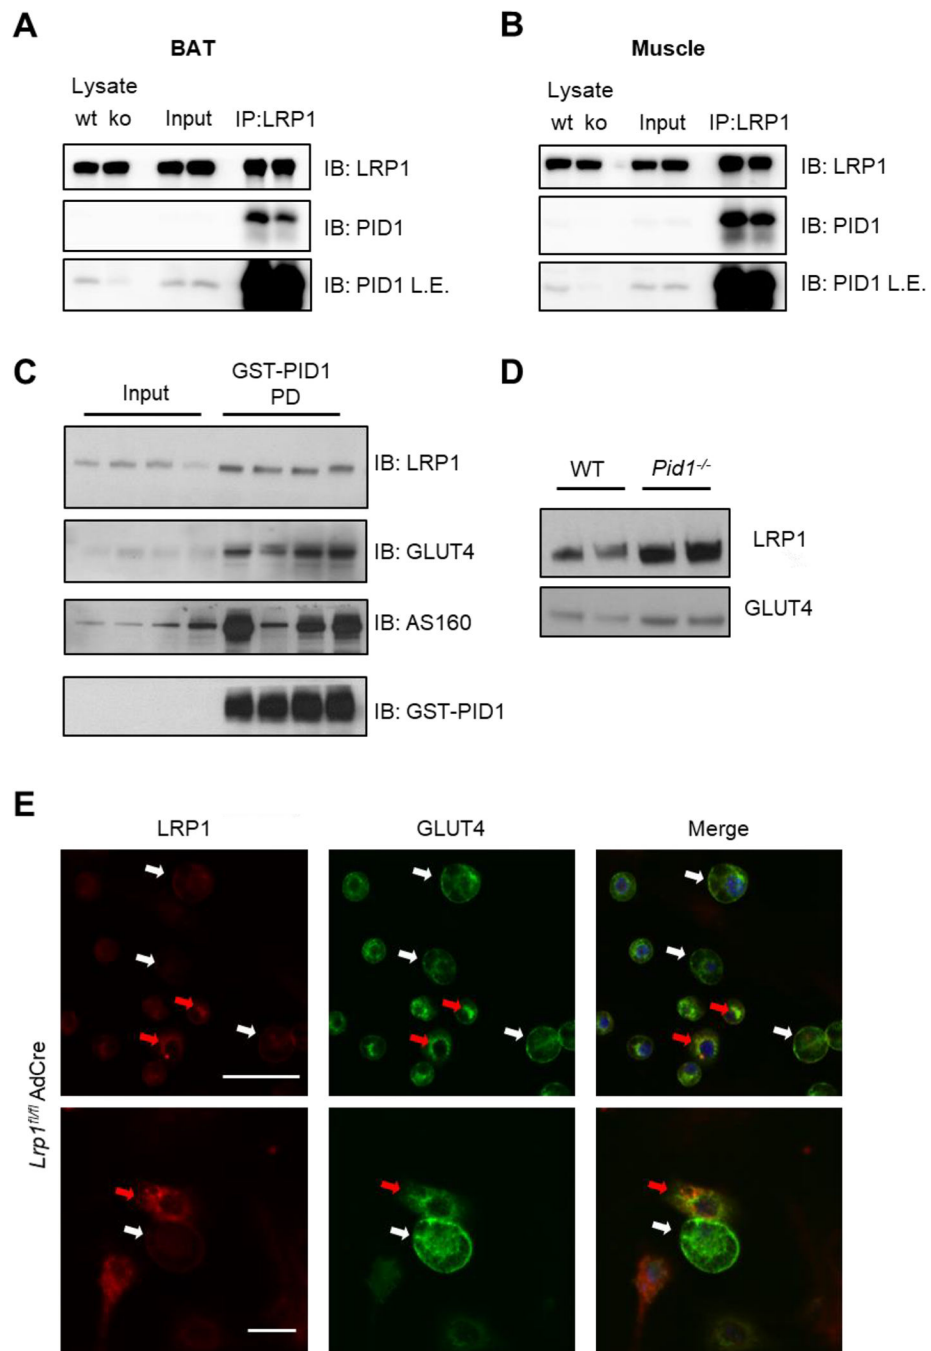 A
BAT
Lysate
wt ko Input IP:LRP1
IB: LRP1
IB: PID1
IB: PID1 L.E.
B
Muscle
Lysate
wt ko Input IP:LRP1
IB: LRP1
IB: PID1
IB: PID1 L.E.
C
Input
GST-PID1
PD
IB: LRP1
IB: GLUT4
IB: AS160
IB: GST-PID1
D
WT Pid1-/-
LRP1
GLUT4
E
LRP1 GLUT4 Merge
Lrp1fl/fl AdCre